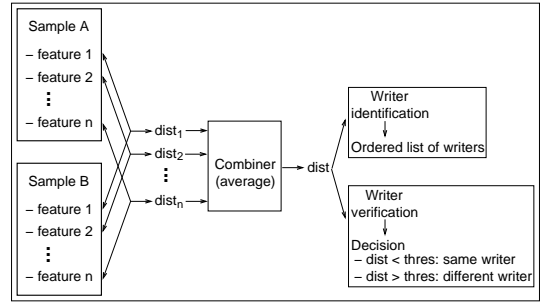 Sample A
– feature 1
– feature 2
⋮
– feature n
Sample B
– feature 1
– feature 2
⋮
– feature n
dist1
dist2
⋮
distn
Combiner
(average)
dist
Writer
identification
Ordered list of writers
Writer
verification
Decision
– dist < thres: same writer
– dist > thres: different writer